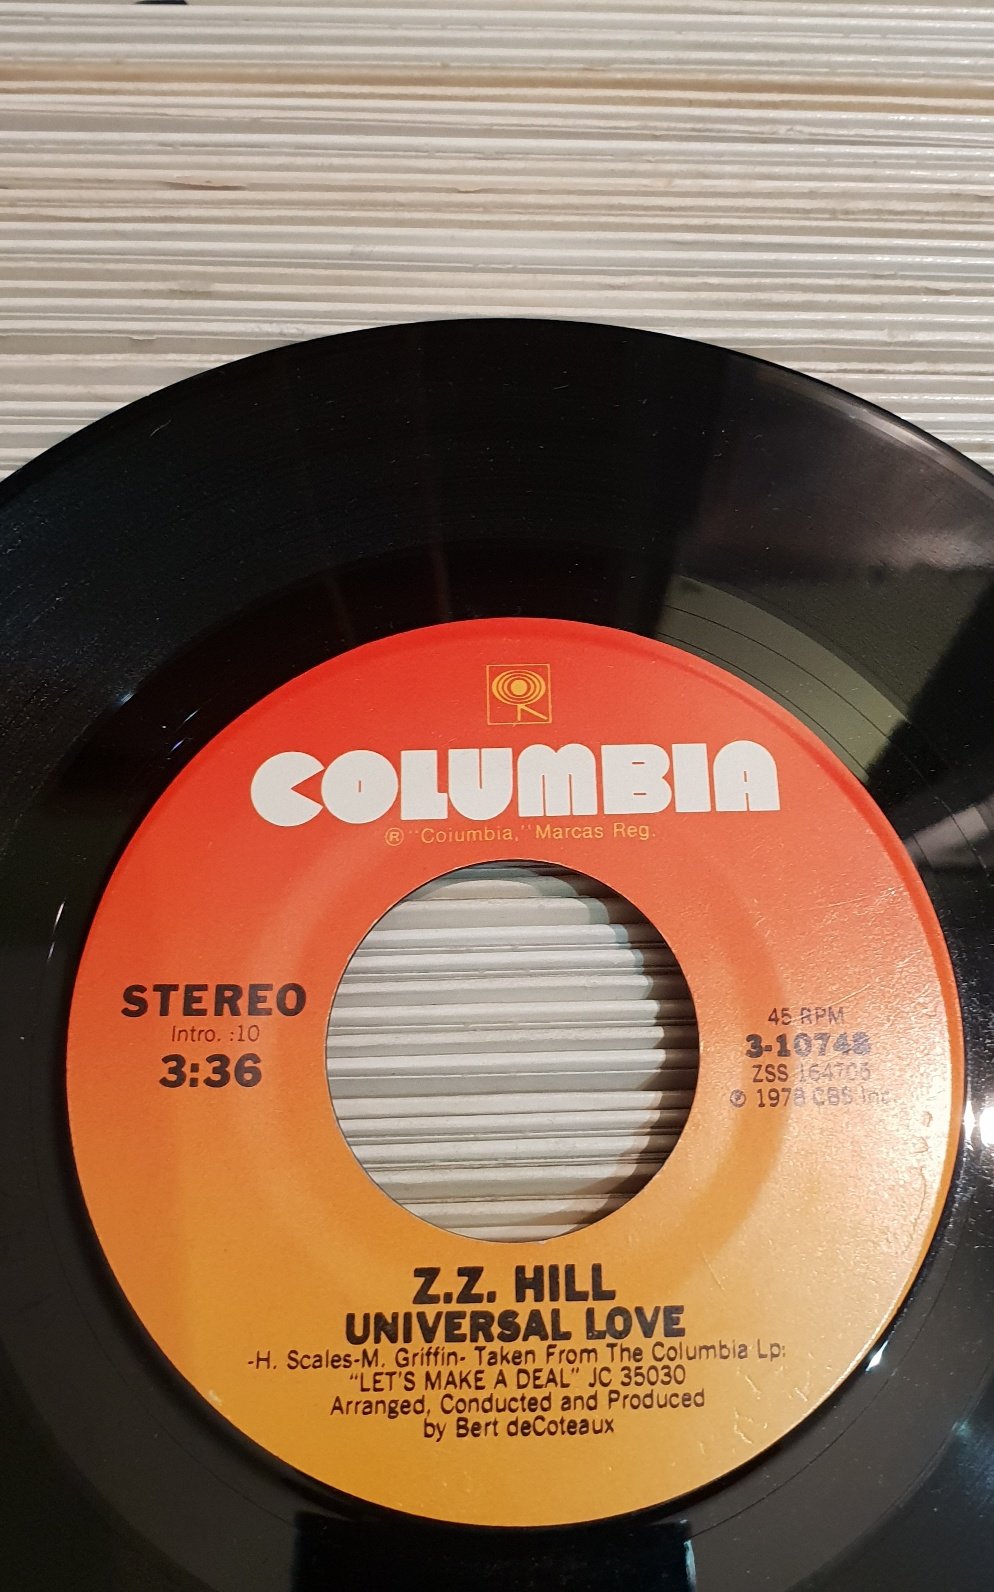 COLUMBIA
® "Columbia," Marcas Reg.
STEREO
Intro. :10
3:36
45 RPM
3-10748
ZSS 164706
℗ 1978 CBS Inc.
Z.Z. HILL
UNIVERSAL LOVE
-H. Scales-M. Griffin- Taken From The Columbia Lp:
"LET'S MAKE A DEAL" JC 35030
Arranged, Conducted and Produced
by Bert deCoteaux